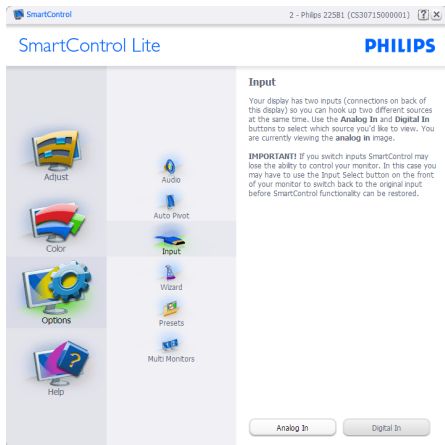 SmartControl
2 - Philips 225B1 (CS30715000001)
SmartControl Lite
PHILIPS
Adjust
Color
Options
Help
Audio
Auto Pivot
Input
Wizard
Presets
Multi Monitors
Input
Your display has two inputs (connections on back of
this display) so you can hook up two different sources
at the same time. Use the Analog In and Digital In
buttons to select which source you'd like to view. You
are currently viewing the analog in image.
IMPORTANT! If you switch inputs SmartControl may
lose the ability to control your monitor. In this case you
may have to use the Input Select button on the front
of your monitor to switch back to the original input
before SmartControl functionality can be restored.
Analog In
Digital In